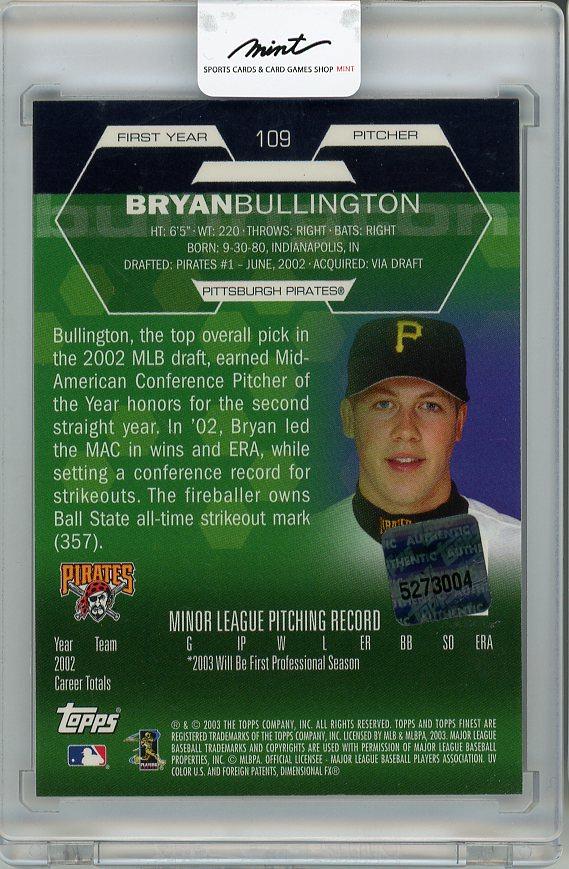 mint
SPORTS CARDS & CARD GAMES SHOP MINT
FIRST YEAR 109 PITCHER
bullington
BRYANBULLINGTON
HT: 6'5" · WT: 220 · THROWS: RIGHT · BATS: RIGHT
BORN: 9-30-80, INDIANAPOLIS, IN
DRAFTED: PIRATES #1 – JUNE, 2002 · ACQUIRED: VIA DRAFT
PITTSBURGH PIRATES®
Bullington, the top overall pick in
the 2002 MLB draft, earned Mid-
American Conference Pitcher of
the Year honors for the second
straight year. In ’02, Bryan led
the MAC in wins and ERA, while
setting a conference record for
strikeouts. The fireballer owns
Ball State all-time strikeout mark
(357).
P
PIRATES
AUTHENTIC
5273004
PIRATES
MINOR LEAGUE PITCHING RECORD
Year Team G IP W L ER BB SO ERA
2002 *2003 Will Be First Professional Season
Career Totals
Topps
® & © 2003 THE TOPPS COMPANY, INC. ALL RIGHTS RESERVED. TOPPS AND TOPPS FINEST ARE
REGISTERED TRADEMARKS OF THE TOPPS COMPANY, INC. LICENSED BY MLB & MLBPA, 2003. MAJOR LEAGUE
BASEBALL TRADEMARKS AND COPYRIGHTS ARE USED WITH PERMISSION OF MAJOR LEAGUE BASEBALL
PROPERTIES, INC. © MLBPA. OFFICIAL LICENSEE - MAJOR LEAGUE BASEBALL PLAYERS ASSOCIATION. UV
COLOR U.S. AND FOREIGN PATENTS, DIMENSIONAL FX®
PLAYERS